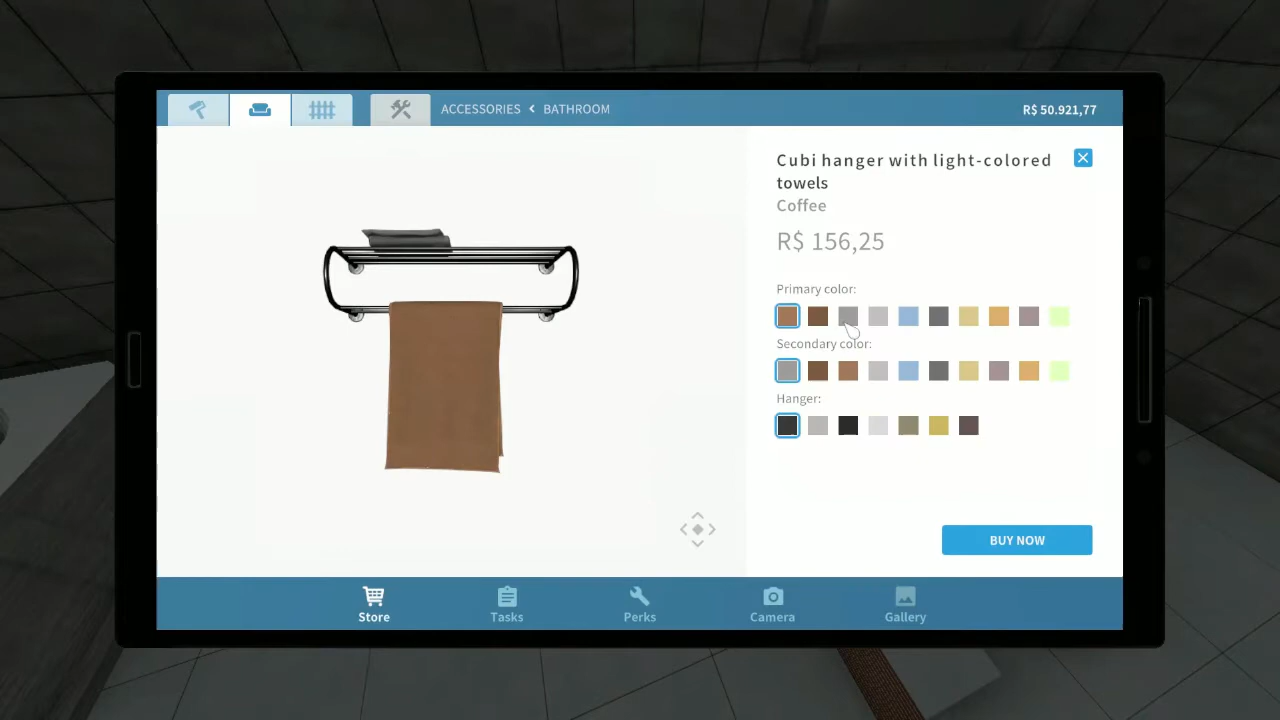 ACCESSORIES < BATHROOM
R$ 50.921,77
Cubi hanger with light-colored
towels
Coffee
R$ 156,25
Primary color:
Secondary color:
Hanger:
BUY NOW
Store
Tasks
Perks
Camera
Gallery